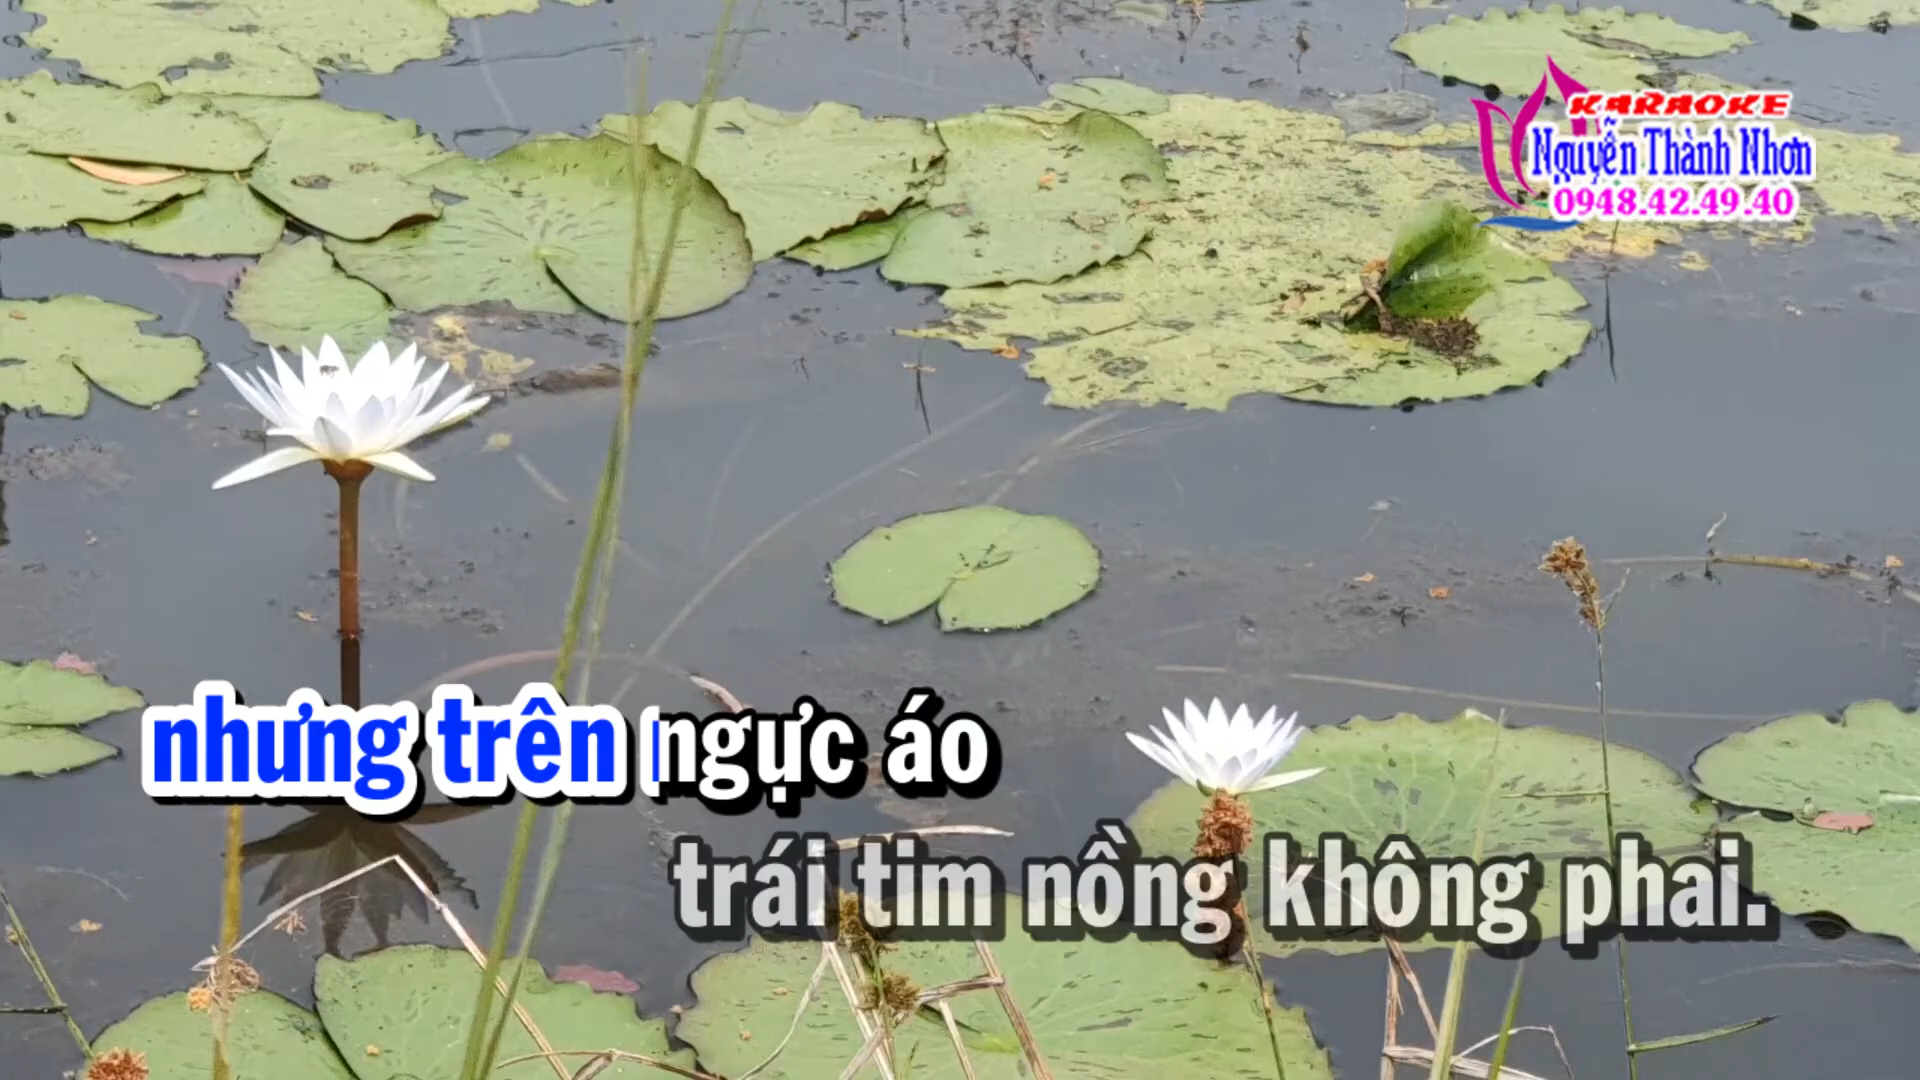 KARAOKE
Nguyễn Thành Nhơn
0948.42.49.40
nhưng trên ngực áo
trái tim nồng không phai.